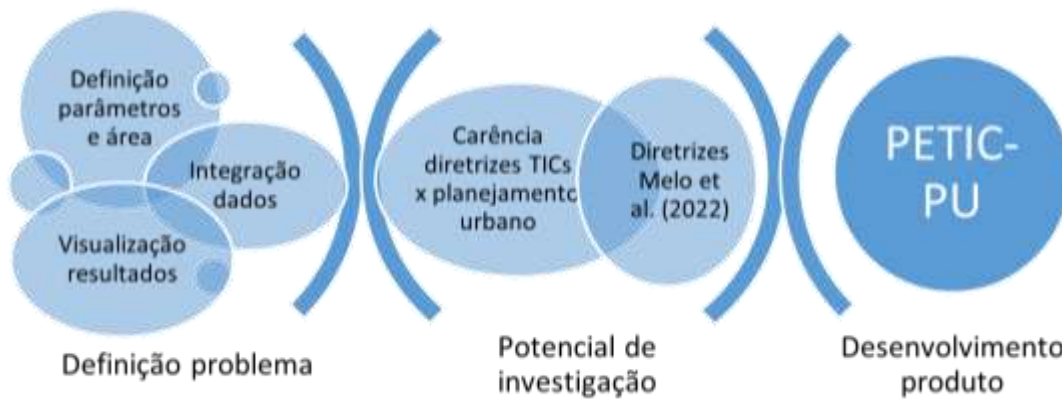 Definição
parâmetros
e área
Integração
dados
Visualização
resultados
Definição problema
Carência
diretrizes TICs
x planejamento
urbano
Diretrizes
Melo et
al. (2022)
Potencial de
investigação
PETIC-
PU
Desenvolvimento
produto